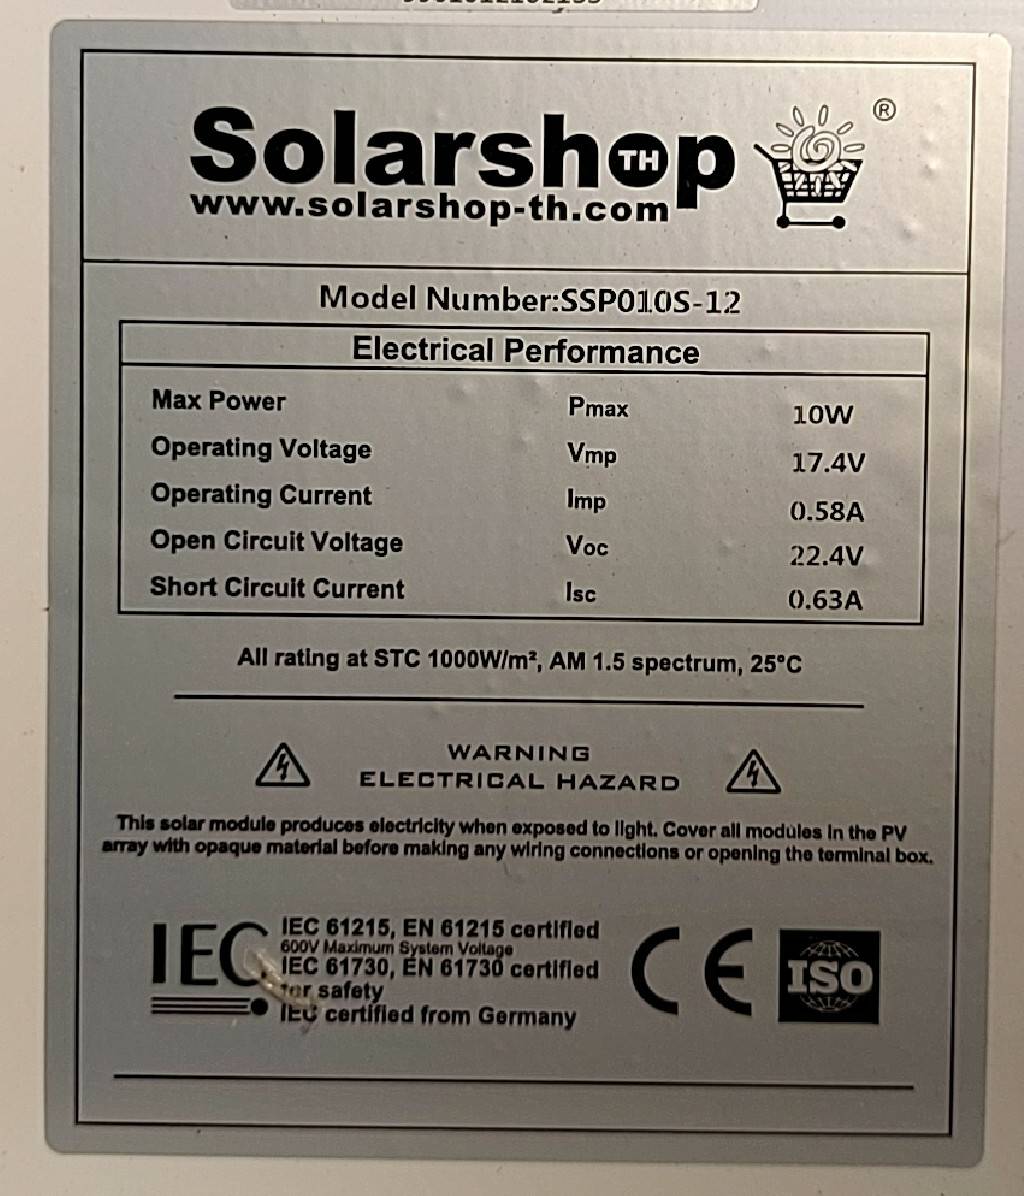 Solarshop
TH
®
www.solarshop-th.com
Model Number:SSP010S-12
Electrical Performance
Max Power Pmax 10W
Operating Voltage Vmp 17.4V
Operating Current Imp 0.58A
Open Circuit Voltage Voc 22.4V
Short Circuit Current Isc 0.63A
All rating at STC 1000W/m², AM 1.5 spectrum, 25°C
WARNING
ELECTRICAL HAZARD
This solar module produces electricity when exposed to light. Cover all modules in the PV
array with opaque material before making any wiring connections or opening the terminal box.
IEC
IEC 61215, EN 61215 certified
600V Maximum System Voltage
IEC 61730, EN 61730 certified
for safety
IEC certified from Germany
CE
ISO